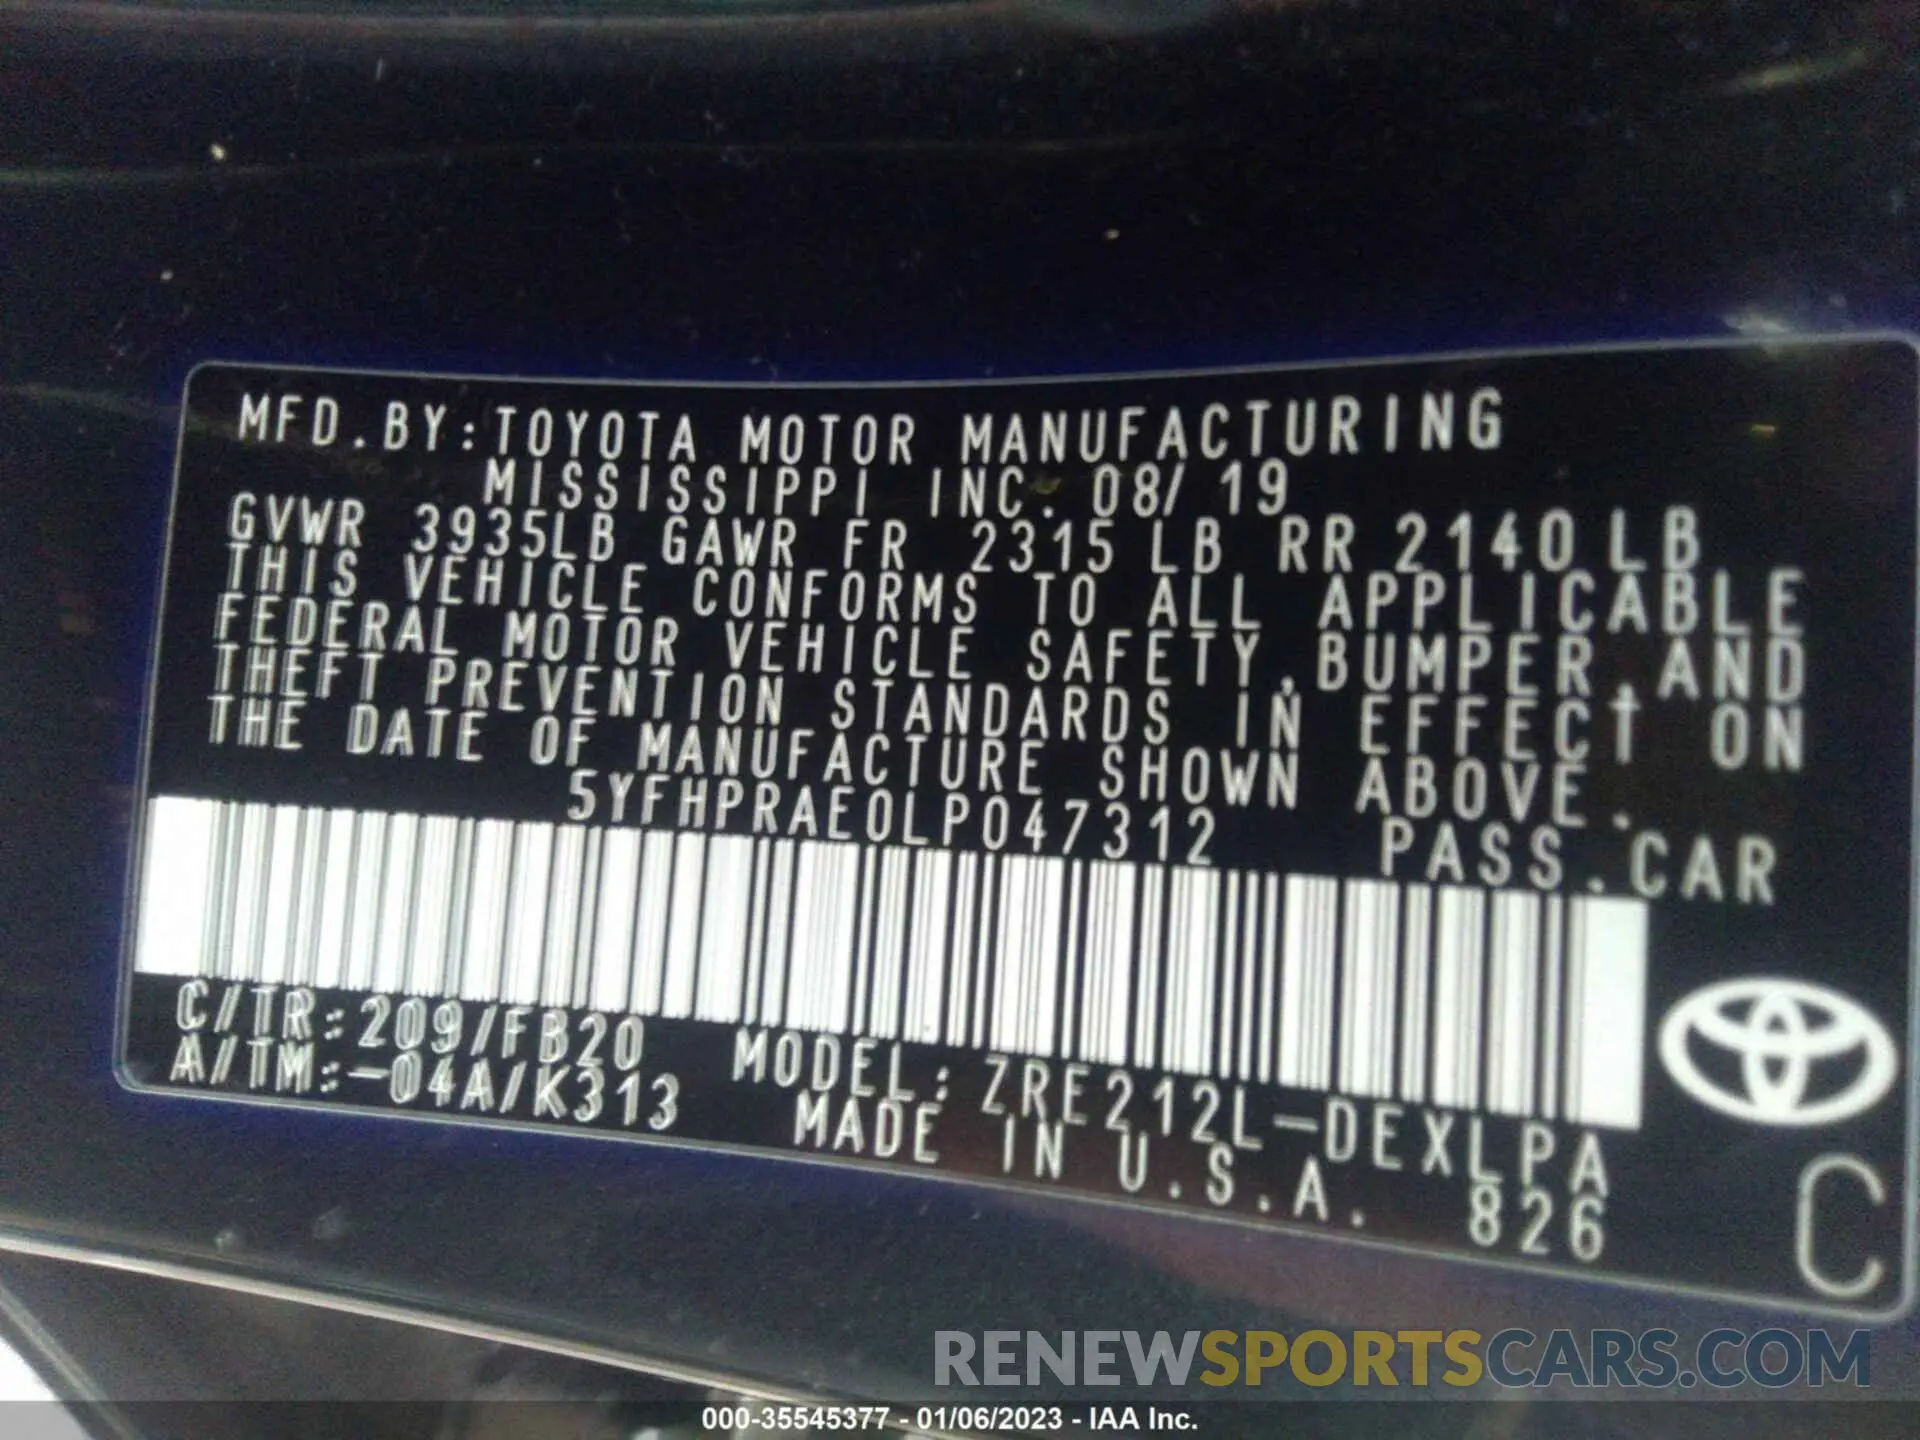 MFD.BY:TOYOTA MOTOR MANUFACTURING
MISSISSIPPI INC. 08/19
GVWR 3935LB GAWR FR 2315 LB RR 2140LB
THIS VEHICLE CONFORMS TO ALL APPLICABLE
FEDERAL MOTOR VEHICLE SAFETY,BUMPER,AND
THEFT PREVENTION STANDARDS IN EFFECT ON
THE DATE OF MANUFACTURE SHOWN ABOVE.
5YFHPRAE0LP047312 PASS.CAR
C/TR:209/FB20 MODEL:ZRE212L-DEXLPA
A/TM:-04A/K313 MADE IN U.S.A. 826
C
RENEWSPORTSCARS.COM
000-35545377 - 01/06/2023 - IAA Inc.